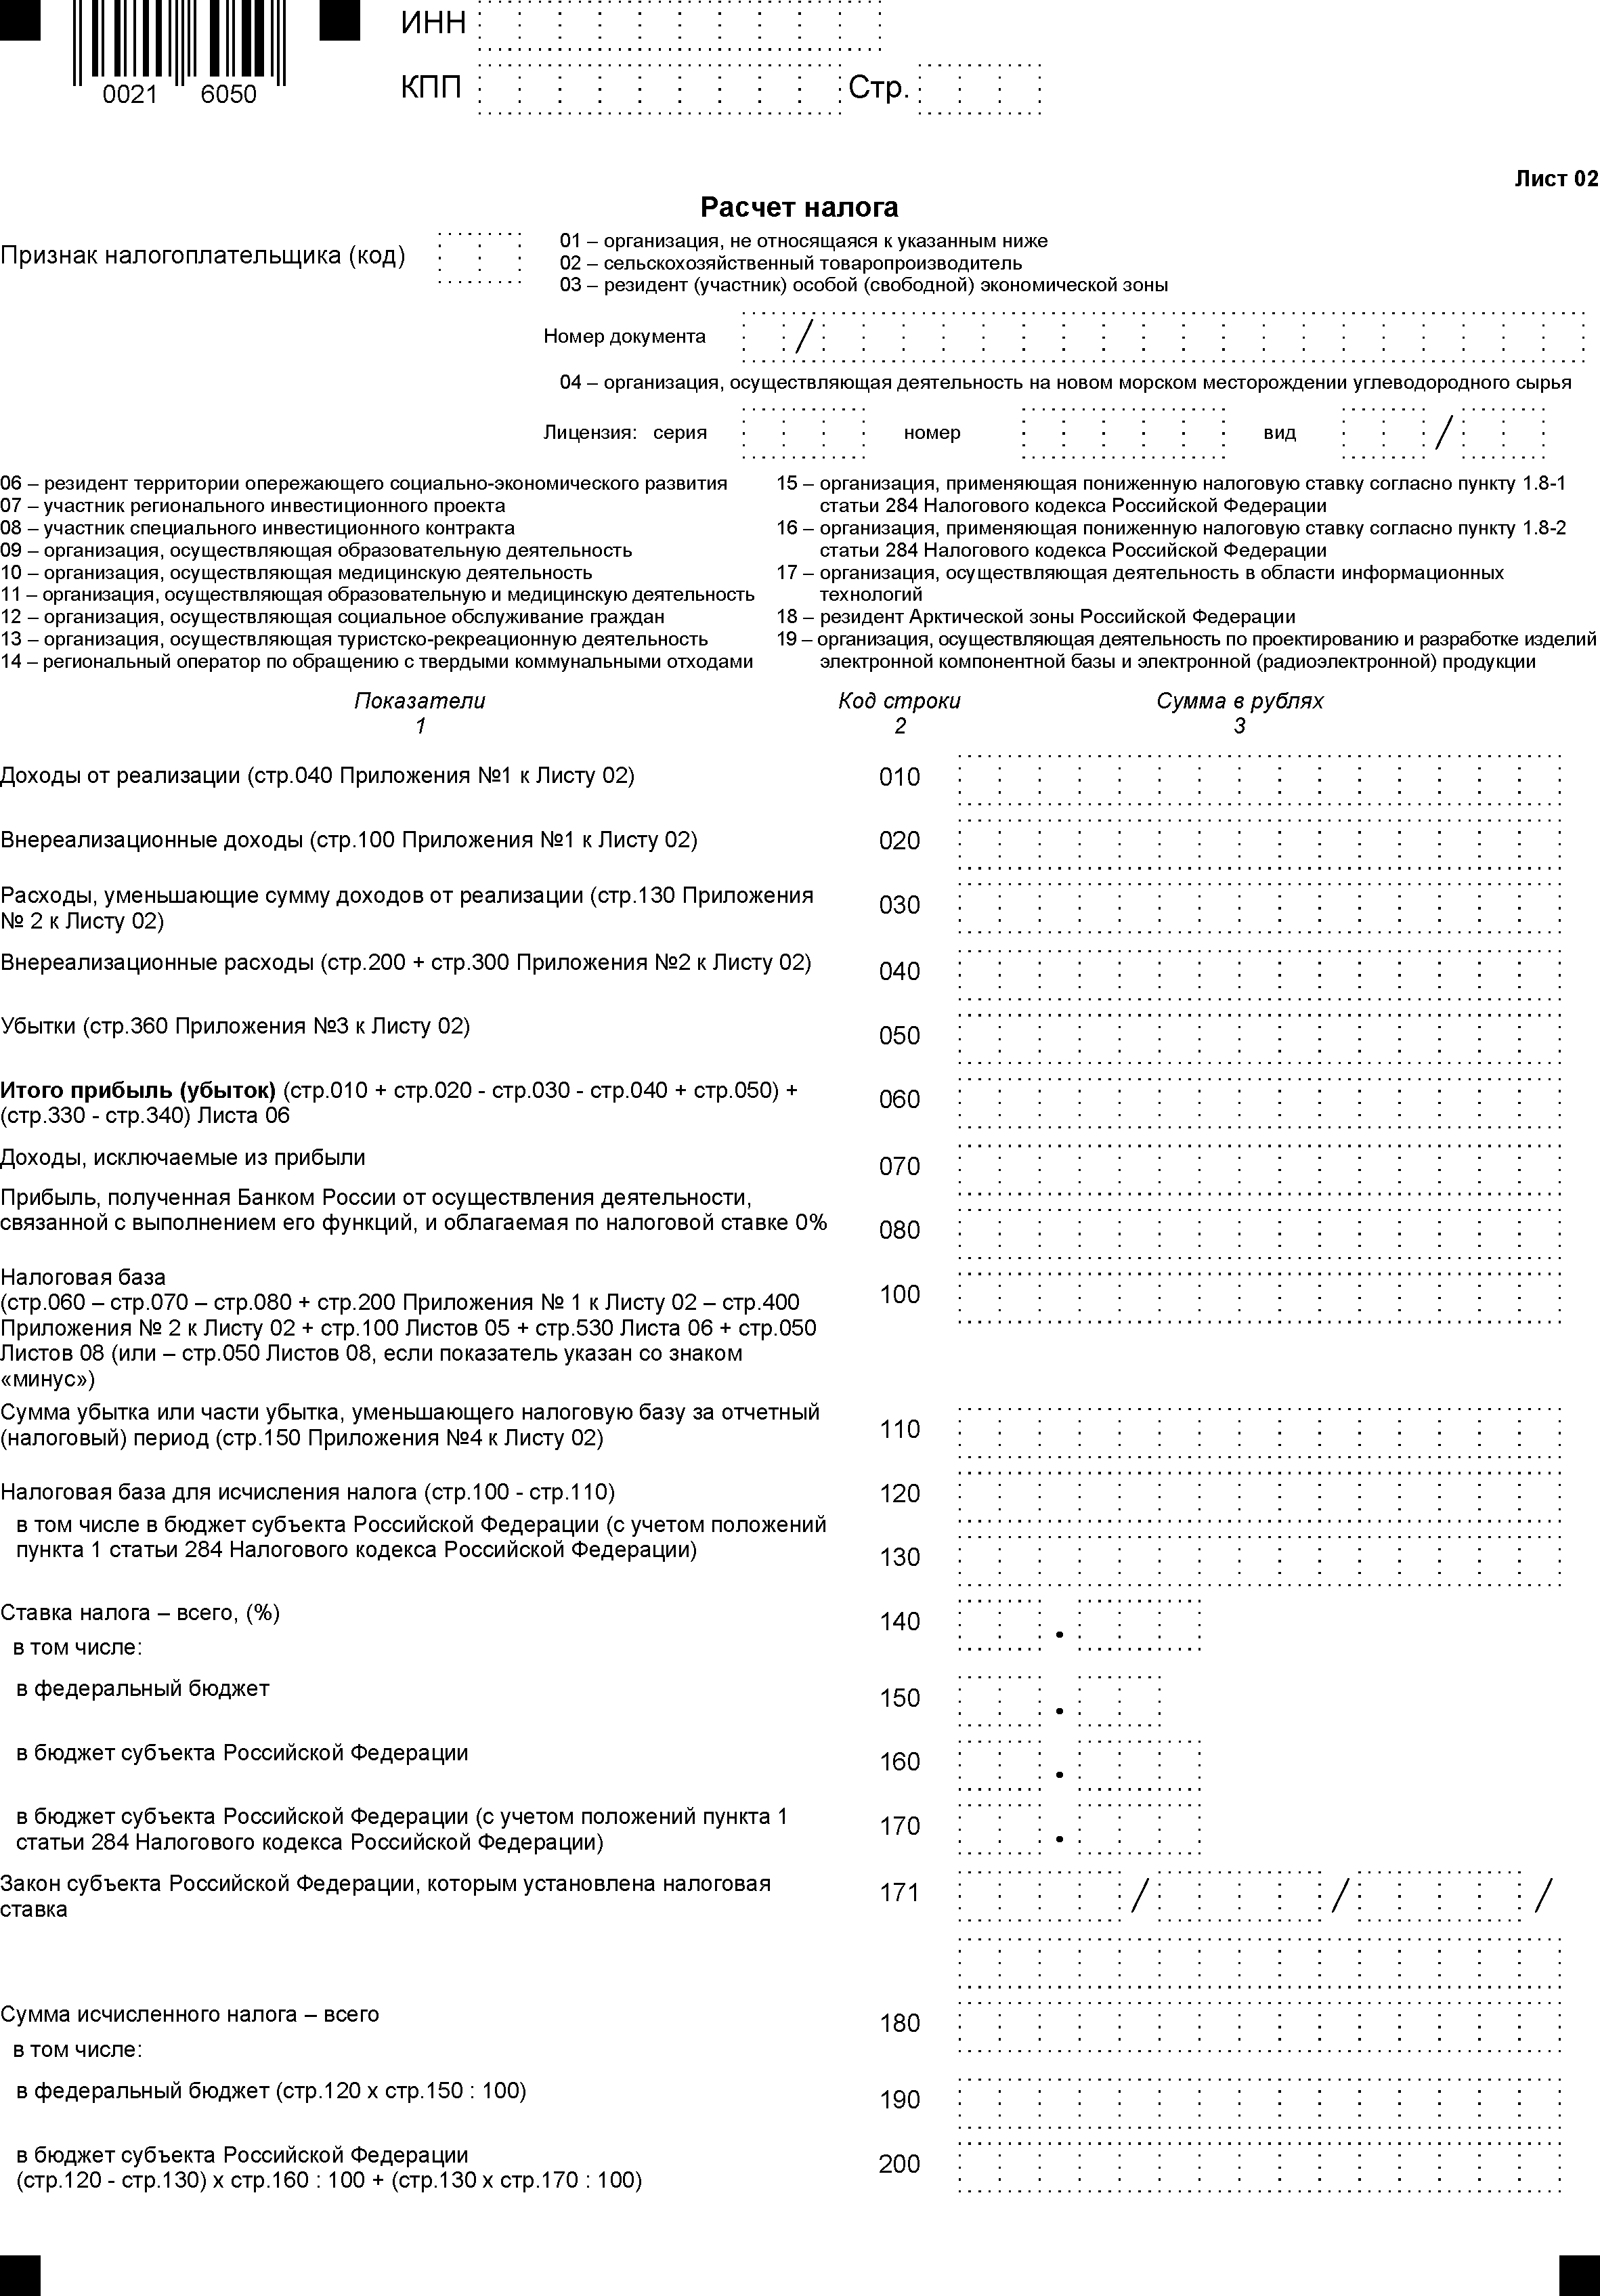 ИНН
0021 6050
КПП
Стр.
Лист 02
Расчет налога
Признак налогоплательщика (код)
01 – организация, не относящаяся к указанным ниже
02 – сельскохозяйственный товаропроизводитель
03 – резидент (участник) особой (свободной) экономической зоны
Номер документа /
04 – организация, осуществляющая деятельность на новом морском месторождении углеводородного сырья
Лицензия: серия номер вид /
06 – резидент территории опережающего социально-экономического развития
07 – участник регионального инвестиционного проекта
08 – участник специального инвестиционного контракта
09 – организация, осуществляющая образовательную деятельность
10 – организация, осуществляющая медицинскую деятельность
11 – организация, осуществляющая образовательную и медицинскую деятельность
12 – организация, осуществляющая социальное обслуживание граждан
13 – организация, осуществляющая туристско-рекреационную деятельность
14 – региональный оператор по обращению с твердыми коммунальными отходами
15 – организация, применяющая пониженную налоговую ставку согласно пункту 1.8-1
статьи 284 Налогового кодекса Российской Федерации
16 – организация, применяющая пониженную налоговую ставку согласно пункту 1.8-2
статьи 284 Налогового кодекса Российской Федерации
17 – организация, осуществляющая деятельность в области информационных
технологий
18 – резидент Арктической зоны Российской Федерации
19 – организация, осуществляющая деятельность по проектированию и разработке изделий
электронной компонентной базы и электронной (радиоэлектронной) продукции
Показатели Код строки Сумма в рублях
1 2 3
Доходы от реализации (стр.040 Приложения №1 к Листу 02) 010
Внереализационные доходы (стр.100 Приложения №1 к Листу 02) 020
Расходы, уменьшающие сумму доходов от реализации (стр.130 Приложения
№ 2 к Листу 02) 030
Внереализационные расходы (стр.200 + стр.300 Приложения №2 к Листу 02) 040
Убытки (стр.360 Приложения №3 к Листу 02) 050
Итого прибыль (убыток) (стр.010 + стр.020 - стр.030 - стр.040 + стр.050) +
(стр.330 - стр.340) Листа 06 060
Доходы, исключаемые из прибыли 070
Прибыль, полученная Банком России от осуществления деятельности,
связанной с выполнением его функций, и облагаемая по налоговой ставке 0% 080
Налоговая база 100
(стр.060 – стр.070 – стр.080 + стр.200 Приложения № 1 к Листу 02 – стр.400
Приложения № 2 к Листу 02 + стр.100 Листов 05 + стр.530 Листа 06 + стр.050
Листов 08 (или – стр.050 Листов 08, если показатель указан со знаком
«минус»)
Сумма убытка или части убытка, уменьшающего налоговую базу за отчетный
(налоговый) период (стр.150 Приложения №4 к Листу 02) 110
Налоговая база для исчисления налога (стр.100 - стр.110) 120
в том числе в бюджет субъекта Российской Федерации (с учетом положений
пункта 1 статьи 284 Налогового кодекса Российской Федерации) 130
Ставка налога – всего, (%) 140 .
в том числе:
в федеральный бюджет 150 .
в бюджет субъекта Российской Федерации 160 .
в бюджет субъекта Российской Федерации (с учетом положений пункта 1
статьи 284 Налогового кодекса Российской Федерации) 170 .
Закон субъекта Российской Федерации, которым установлена налоговая
ставка 171 / / /
Сумма исчисленного налога – всего 180
в том числе:
в федеральный бюджет (стр.120 х стр.150 : 100) 190
в бюджет субъекта Российской Федерации
(стр.120 - стр.130) х стр.160 : 100 + (стр.130 х стр.170 : 100) 200